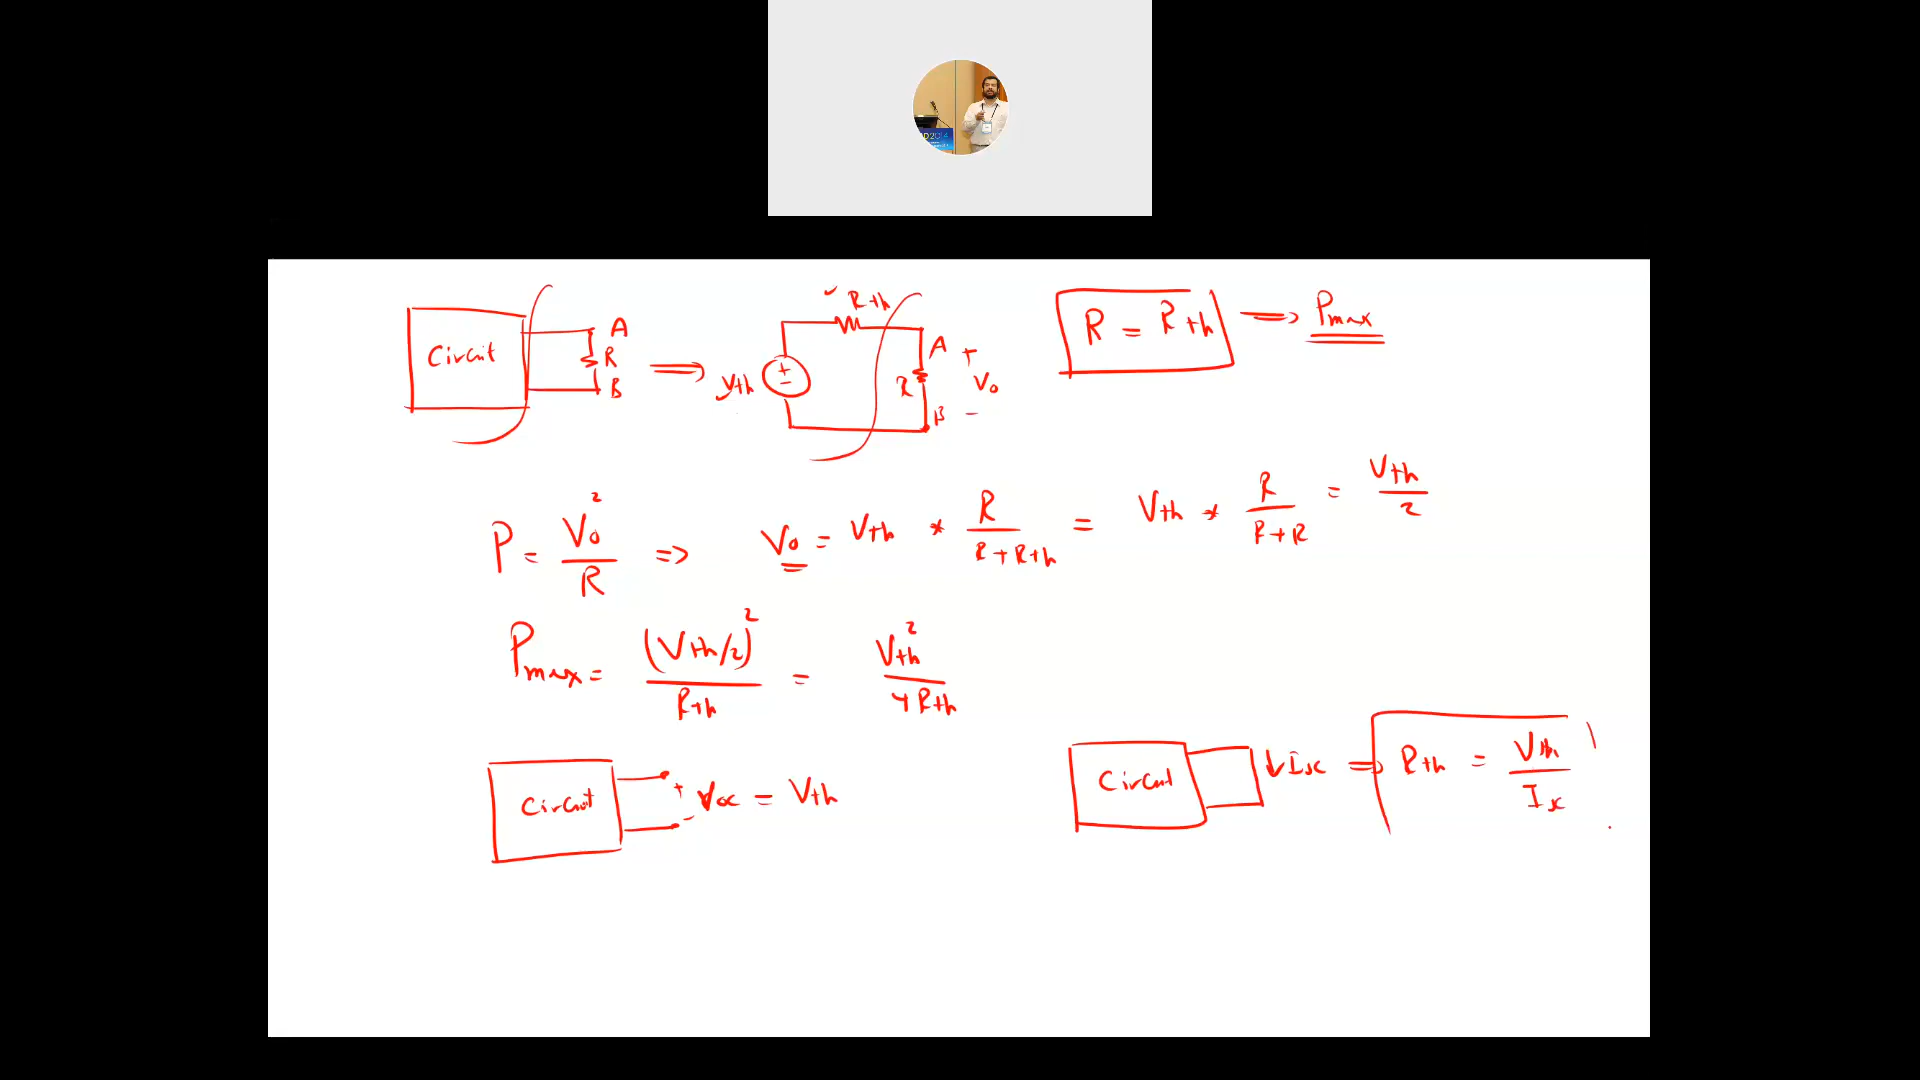 Circuit A R B ⇒ Vth + - Rth A R B + Vo - R = Rth ⇒ Pmax
P = Vo² / R ⇒ Vo = Vth * R / (R + Rth) = Vth * R / (R + R) = Vth / 2
Pmax = (Vth/2)² / Rth = Vth² / 4Rth
Circuit + Voc - = Vth
Circuit ↓ Isc ⇒ Rth = Vth / Isc